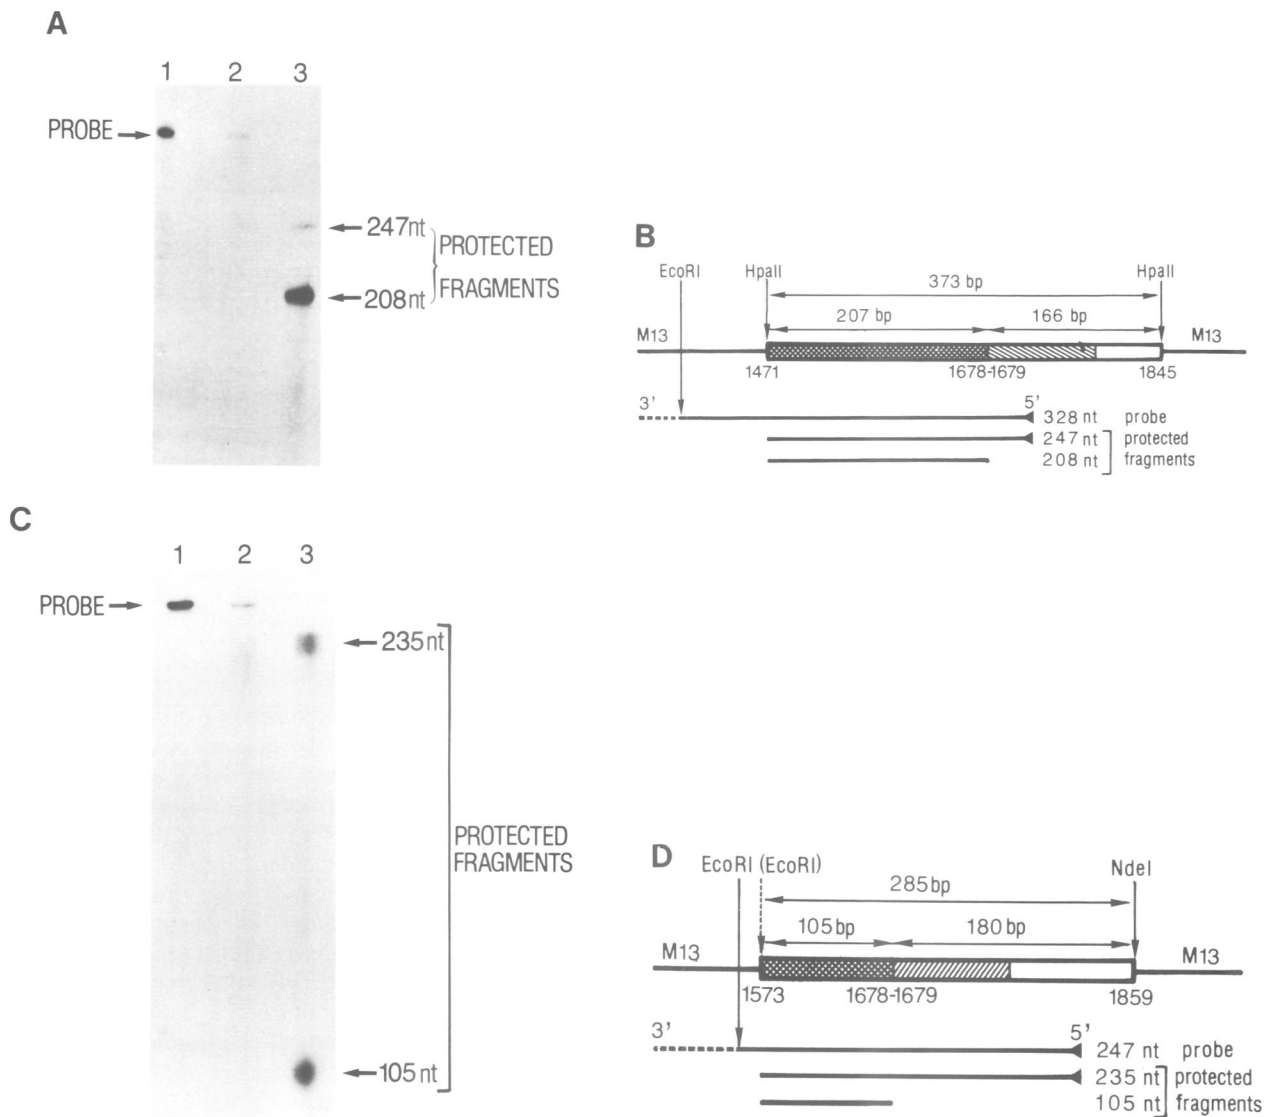 A
1 2 3
PROBE
247nt
PROTECTED
FRAGMENTS
208nt
B
EcoRI HpaII HpaII
373 bp
207 bp 166 bp
M13 M13
1471 1678-1679 1845
3' 5'
328 nt probe
247 nt protected
208 nt fragments
C
1 2 3
PROBE
235nt
PROTECTED
FRAGMENTS
105nt
D
EcoRI (EcoRI) NdeI
285bp
105bp 180 bp
M13 M13
1573 1678-1679 1859
3' 5'
247 nt probe
235 nt protected
105 nt fragments